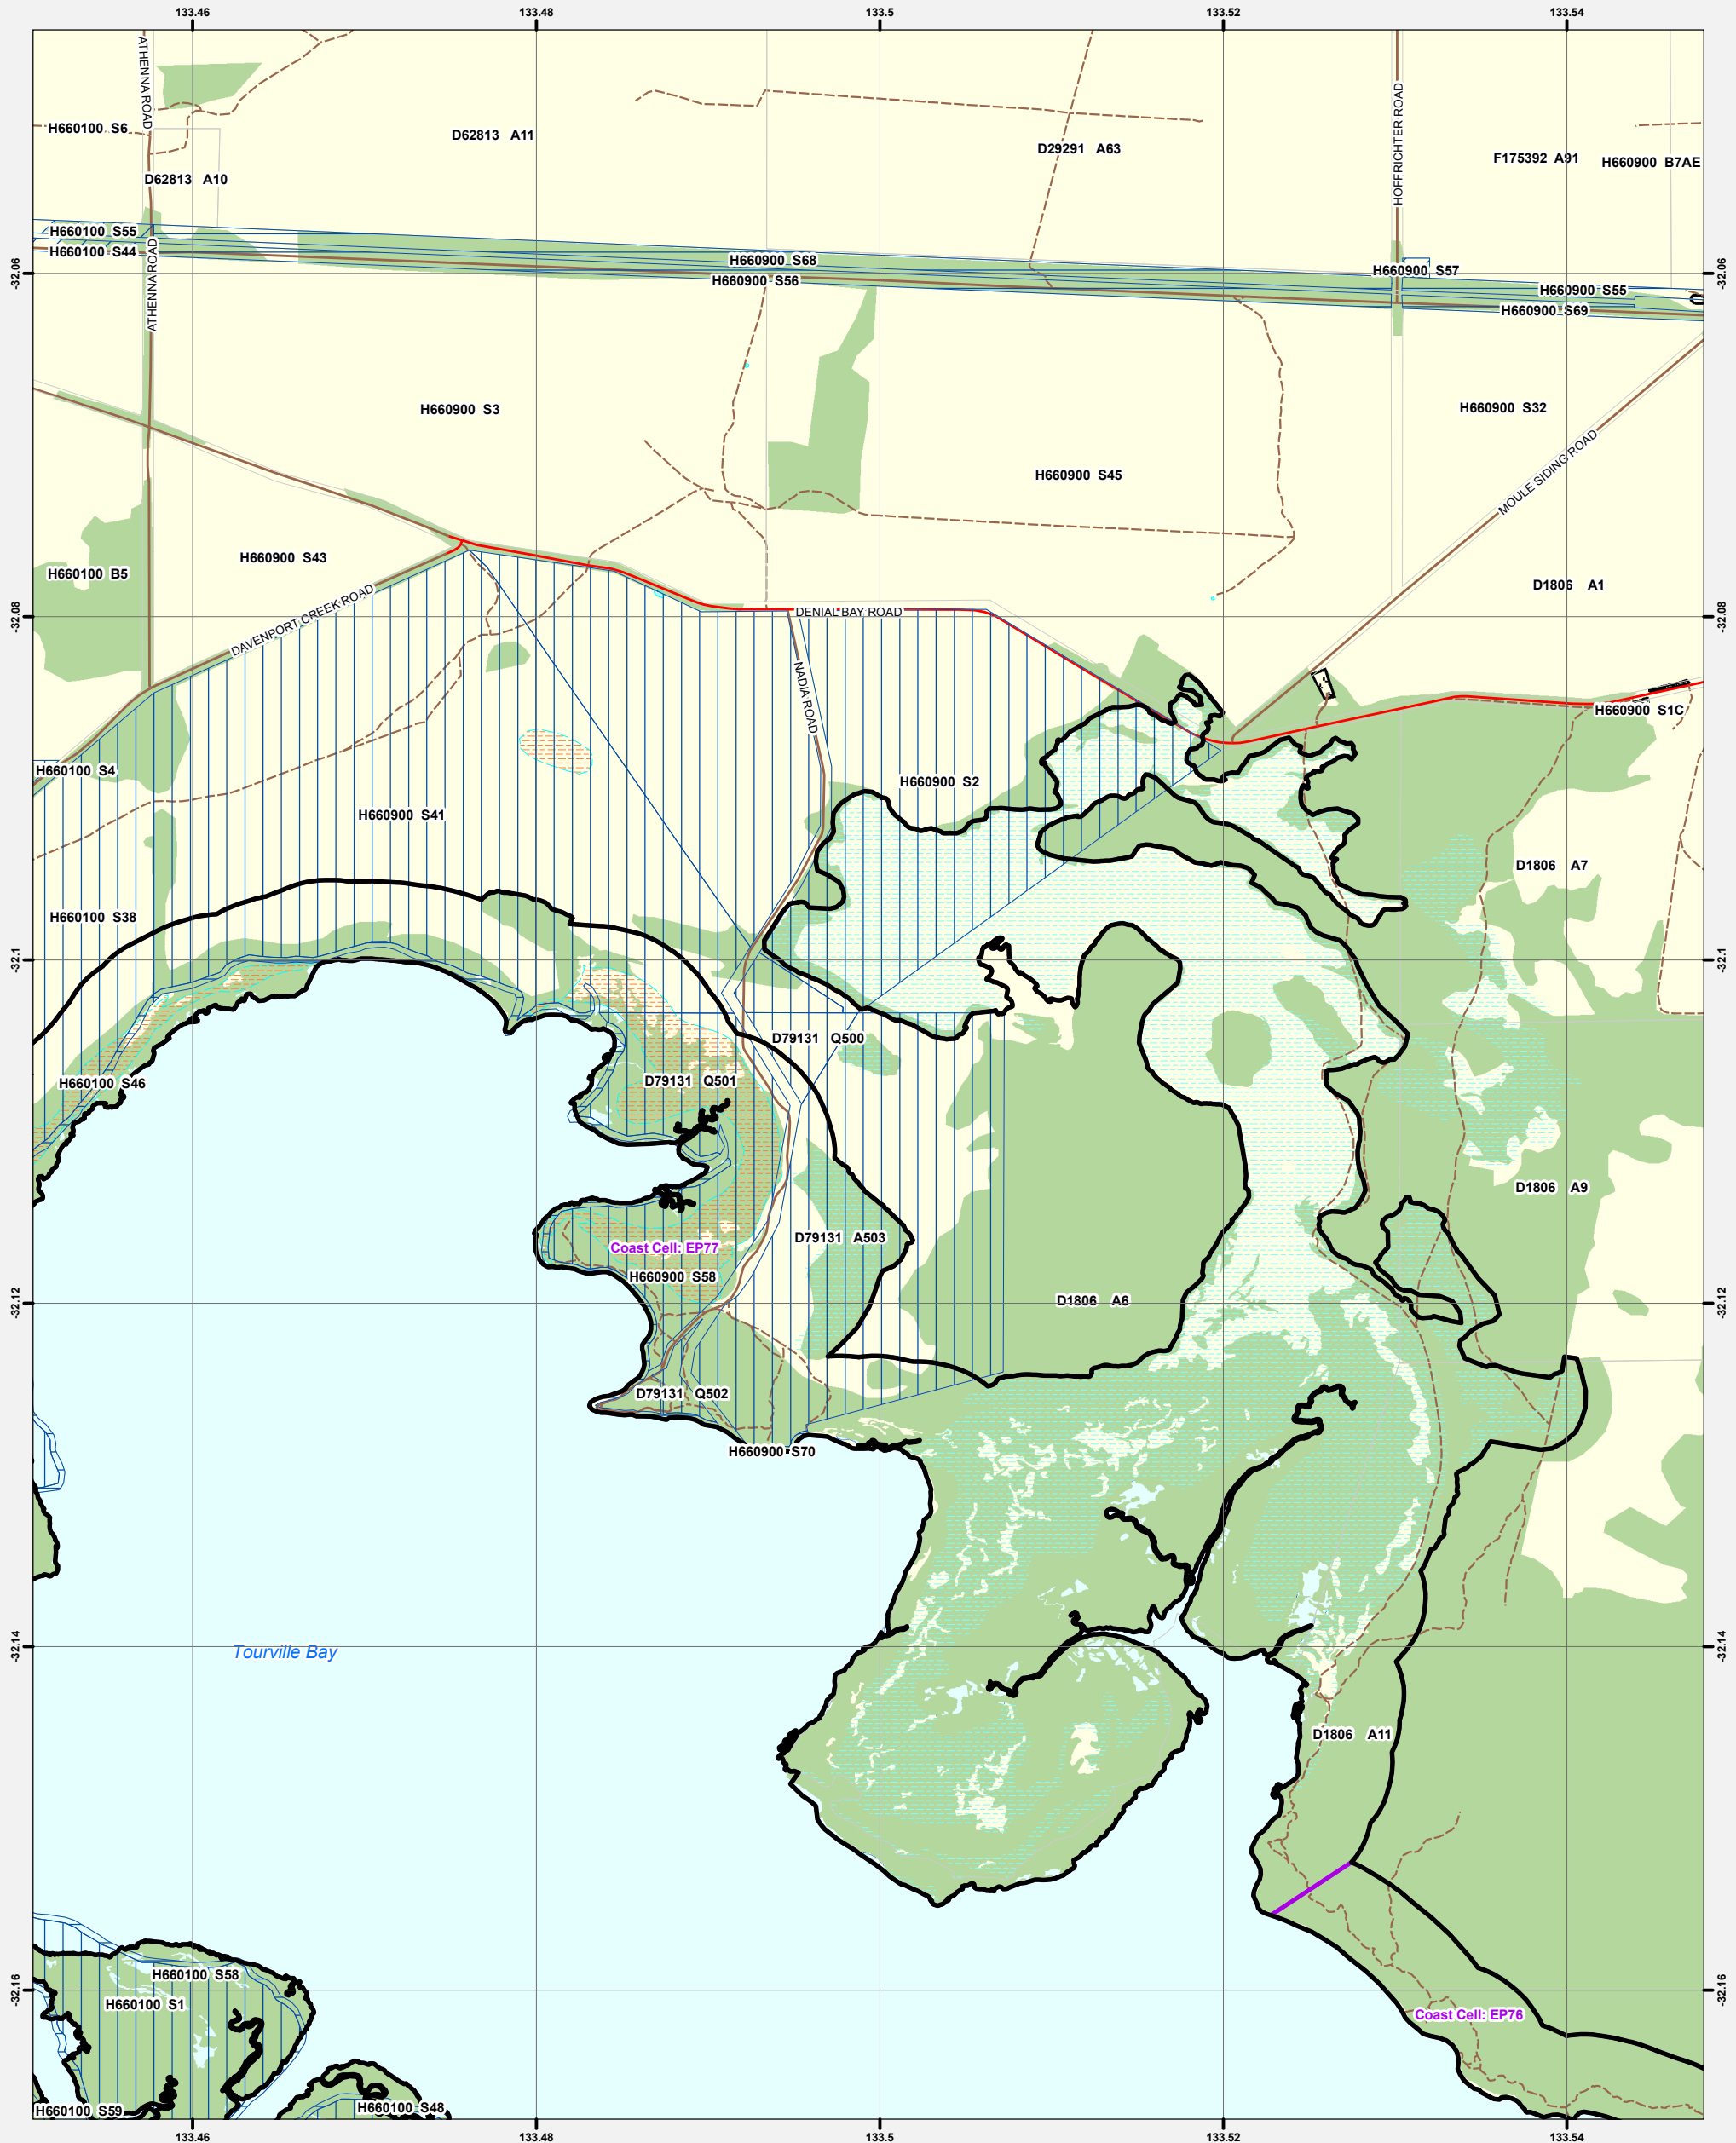 133.46 133.48 133.5 133.52 133.54
ATHENNA ROAD
HOFFRICHTER ROAD
H660100 S6
D62813 A11
D29291 A63
F175392 A91
H660900 B7AE
D62813 A10
H660100 S55
H660100 S44
ATHENNA ROAD
H660900 S68
H660900 S56
H660900 S57
-32.06
-32.06
H660900 S55
H660900 S69
H660900 S3
H660900 S32
H660900 S45
MOULE SIDING ROAD
H660900 S43
H660100 B5
D1806 A1
DAVENPORT CREEK ROAD
DENIAL BAY ROAD
-32.08
-32.08
NADIA ROAD
H660900 S1C
H660100 S4
H660900 S2
H660900 S41
D1806 A7
H660100 S38
-32.1
-32.1
D79131 Q500
H660100 S46
D79131 Q501
D1806 A9
D79131 A503
Coast Cell: EP77
H660900 S58
D1806 A6
-32.12
-32.12
D79131 Q502
H660900 S70
-32.14
Tourville Bay
-32.14
D1806 A11
H660100 S58
-32.16
-32.16
H660100 S1
Coast Cell: EP76
H660100 S59
H660100 S48
133.46 133.48 133.5 133.52 133.54